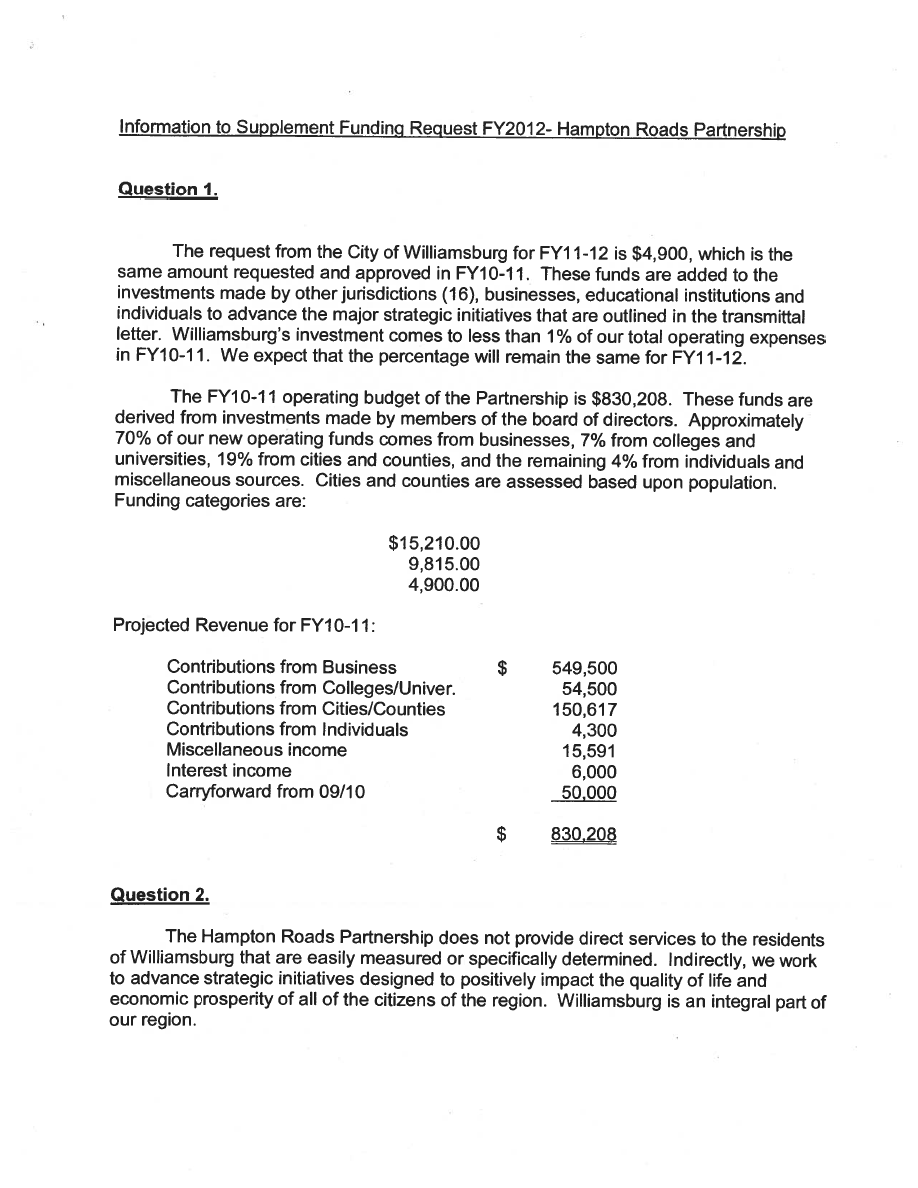 Information to Supplement Funding Request FY2012- Hampton Roads Partnership
Question 1.
The request from the City of Williamsburg for FY11-12 is $4,900, which is the
same amount requested and approved in FY10-11. These funds are added to the
investments made by other jurisdictions (16), businesses, educational institutions and
individuals to advance the major strategic initiatives that are outlined in the transmittal
letter. Williamsburg's investment comes to less than 1% of our total operating expenses
in FY10-11. We expect that the percentage will remain the same for FY11-12.
The FY10-11 operating budget of the Partnership is $830,208. These funds are
derived from investments made by members of the board of directors. Approximately
70% of our new operating funds comes from businesses, 7% from colleges and
universities, 19% from cities and counties, and the remaining 4% from individuals and
miscellaneous sources. Cities and counties are assessed based upon population.
Funding categories are:
$15,210.00
9,815.00
4,900.00
Projected Revenue for FY10-11:
Contributions from Business $ 549,500
Contributions from Colleges/Univer. 54,500
Contributions from Cities/Counties 150,617
Contributions from Individuals 4,300
Miscellaneous income 15,591
Interest income 6,000
Carryforward from 09/10 50,000
$ 830,208
Question 2.
The Hampton Roads Partnership does not provide direct services to the residents
of Williamsburg that are easily measured or specifically determined. Indirectly, we work
to advance strategic initiatives designed to positively impact the quality of life and
economic prosperity of all of the citizens of the region. Williamsburg is an integral part of
our region.